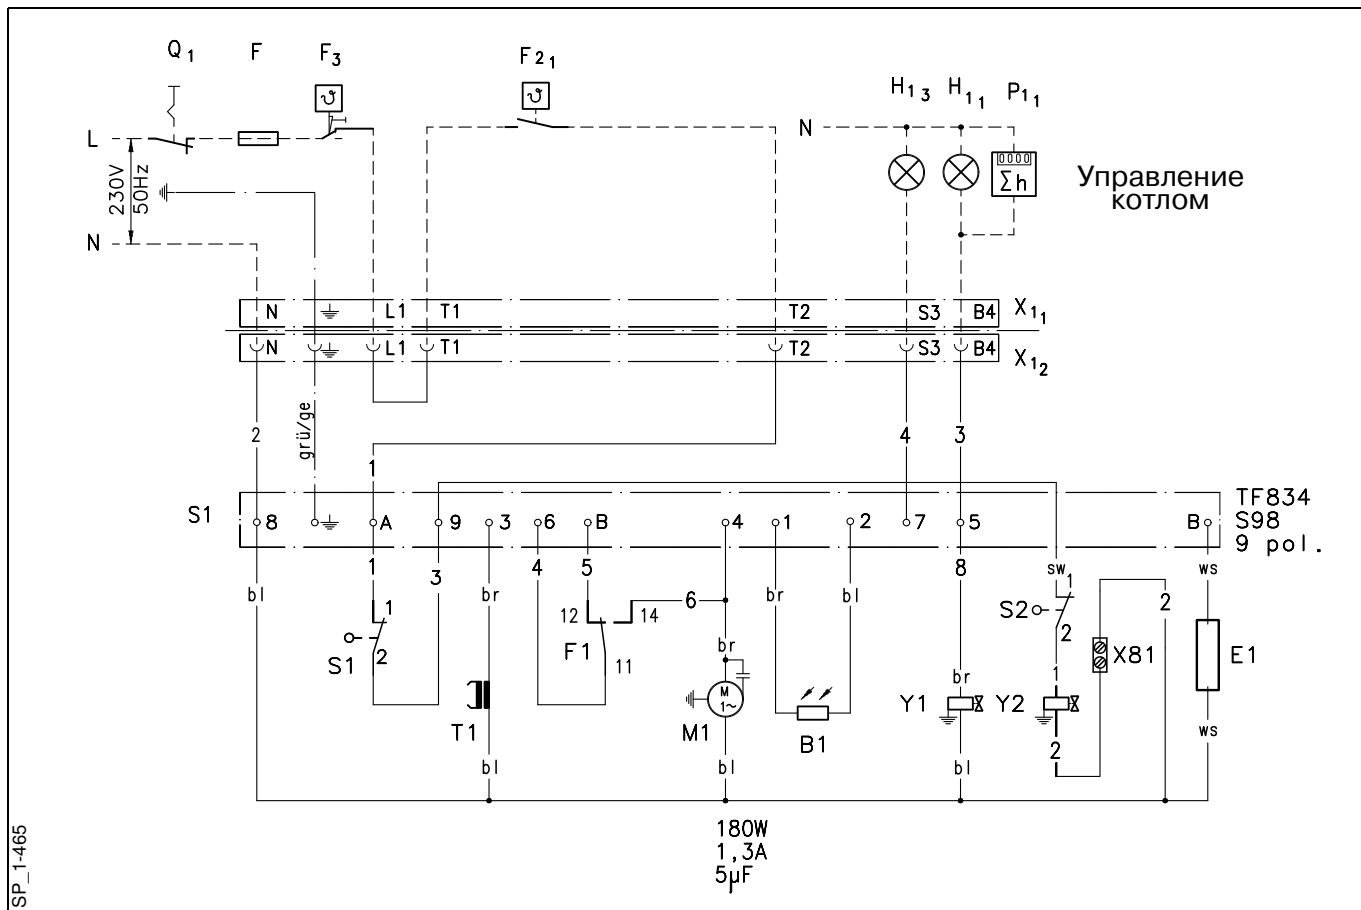 Q1 F F3 F21 H13 H11 P11
L N
0000
Σh
230V
50Hz
Управление
котлом
N
ϑ ϑ
N L1 T1 T2 S3 B4 X11
N L1 T1 T2 S3 B4 X12
2 grü/ge 1 4 3
S1 8 A 9 3 6 B 4 1 2 7 5 B
TF834
S98
9 pol.
bl 1 3 br 4 5 br bl 8 sw 1 2 ws
1 12 14 6
S1 2 F1 11 br S2 2 X81 E1
br 1
T1 M 1~ M1 B1 Y1 Y2
2 ws
bl bl bl
180W
1,3A
5µF
SP_1-465